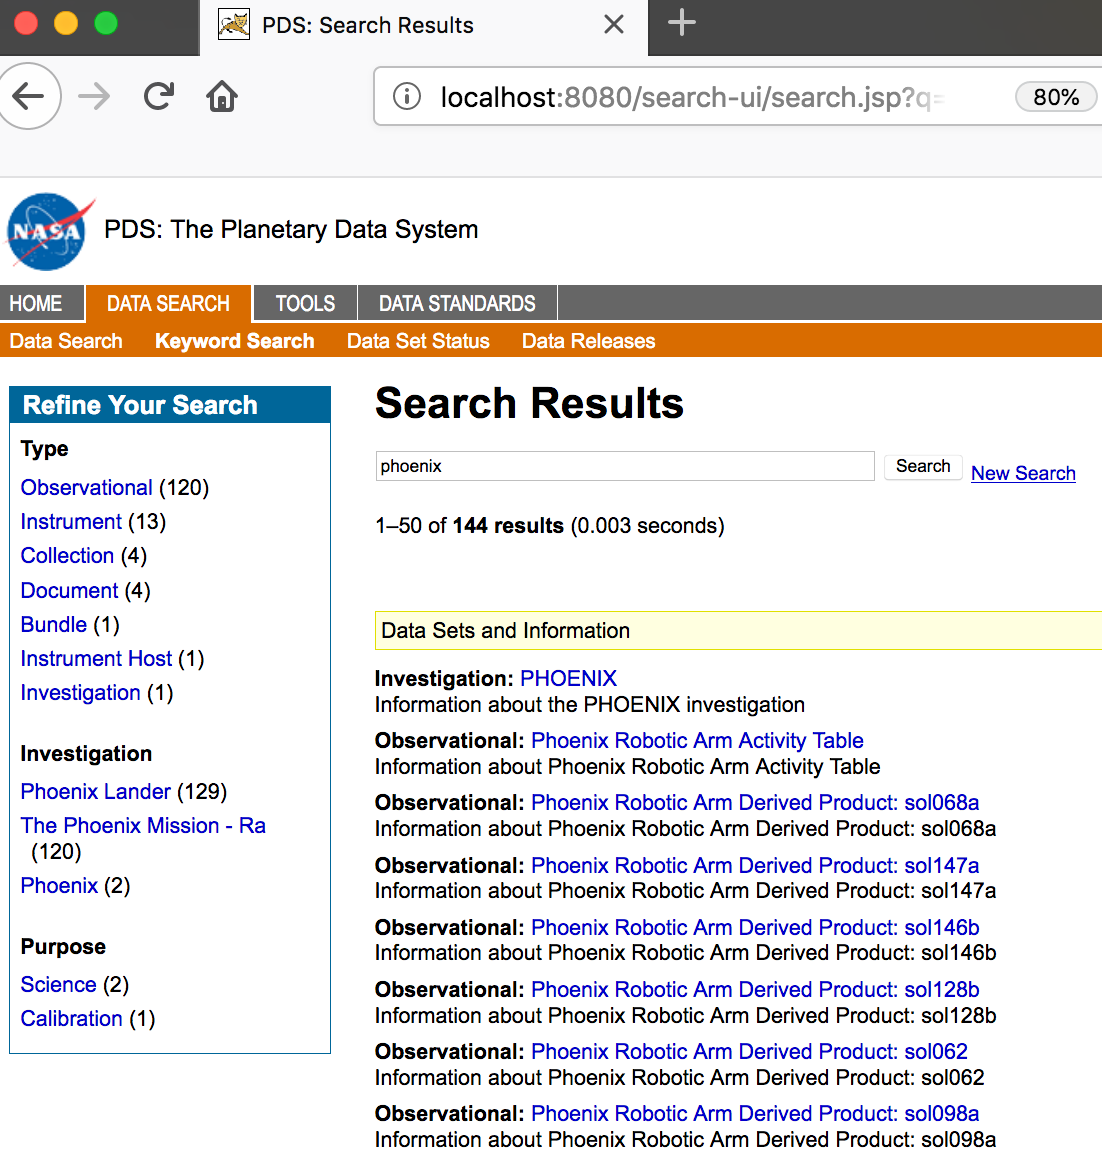 PDS: Search Results
localhost:8080/search-ui/search.jsp?q=
80%
NASA
PDS: The Planetary Data System
HOME DATA SEARCH TOOLS DATA STANDARDS
Data Search Keyword Search Data Set Status Data Releases
Refine Your Search
Type
Observational (120)
Instrument (13)
Collection (4)
Document (4)
Bundle (1)
Instrument Host (1)
Investigation (1)
Investigation
Phoenix Lander (129)
The Phoenix Mission - Ra
(120)
Phoenix (2)
Purpose
Science (2)
Calibration (1)
Search Results
phoenix Search New Search
1–50 of 144 results (0.003 seconds)
Data Sets and Information
Investigation: PHOENIX
Information about the PHOENIX investigation
Observational: Phoenix Robotic Arm Activity Table
Information about Phoenix Robotic Arm Activity Table
Observational: Phoenix Robotic Arm Derived Product: sol068a
Information about Phoenix Robotic Arm Derived Product: sol068a
Observational: Phoenix Robotic Arm Derived Product: sol147a
Information about Phoenix Robotic Arm Derived Product: sol147a
Observational: Phoenix Robotic Arm Derived Product: sol146b
Information about Phoenix Robotic Arm Derived Product: sol146b
Observational: Phoenix Robotic Arm Derived Product: sol128b
Information about Phoenix Robotic Arm Derived Product: sol128b
Observational: Phoenix Robotic Arm Derived Product: sol062
Information about Phoenix Robotic Arm Derived Product: sol062
Observational: Phoenix Robotic Arm Derived Product: sol098a
Information about Phoenix Robotic Arm Derived Product: sol098a